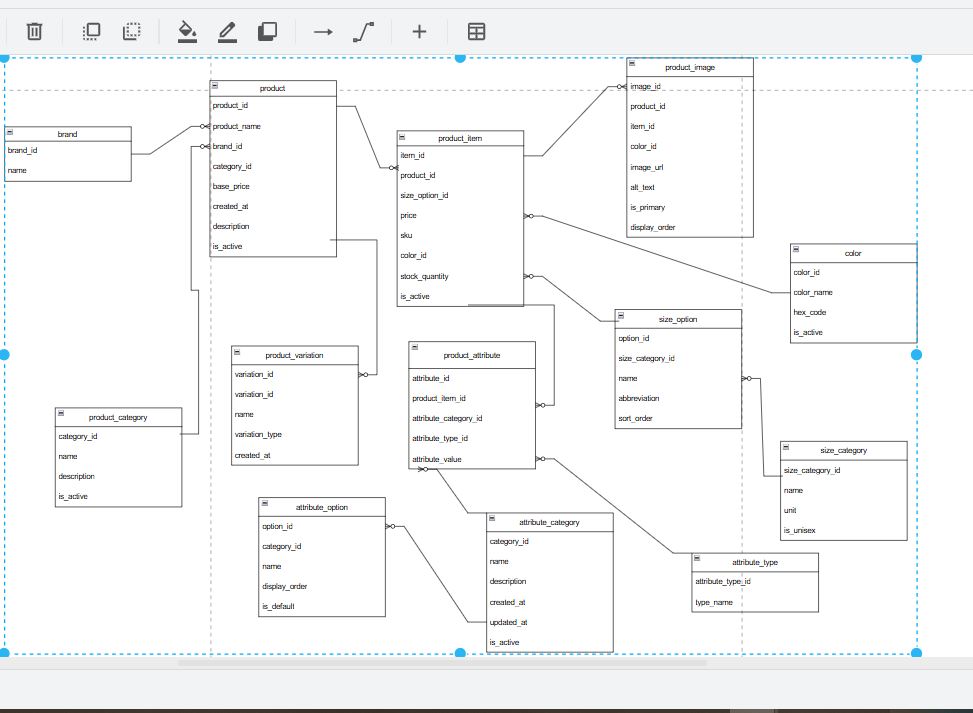 brand
brand_id
name
product
product_id
product_name
brand_id
category_id
base_price
created_at
description
is_active
product_item
item_id
product_id
size_option_id
price
sku
color_id
stock_quantity
is_active
product_image
image_id
product_id
item_id
color_id
image_url
alt_text
is_primary
display_order
color
color_id
color_name
hex_code
is_active
size_option
option_id
size_category_id
name
abbreviation
sort_order
product_variation
variation_id
variation_id
name
variation_type
created_at
product_attribute
attribute_id
product_item_id
attribute_category_id
attribute_type_id
attribute_value
product_category
category_id
name
description
is_active
size_category
size_category_id
name
unit
is_unisex
attribute_option
option_id
category_id
name
display_order
is_default
attribute_category
category_id
name
description
created_at
updated_at
is_active
attribute_type
attribute_type_id
type_name